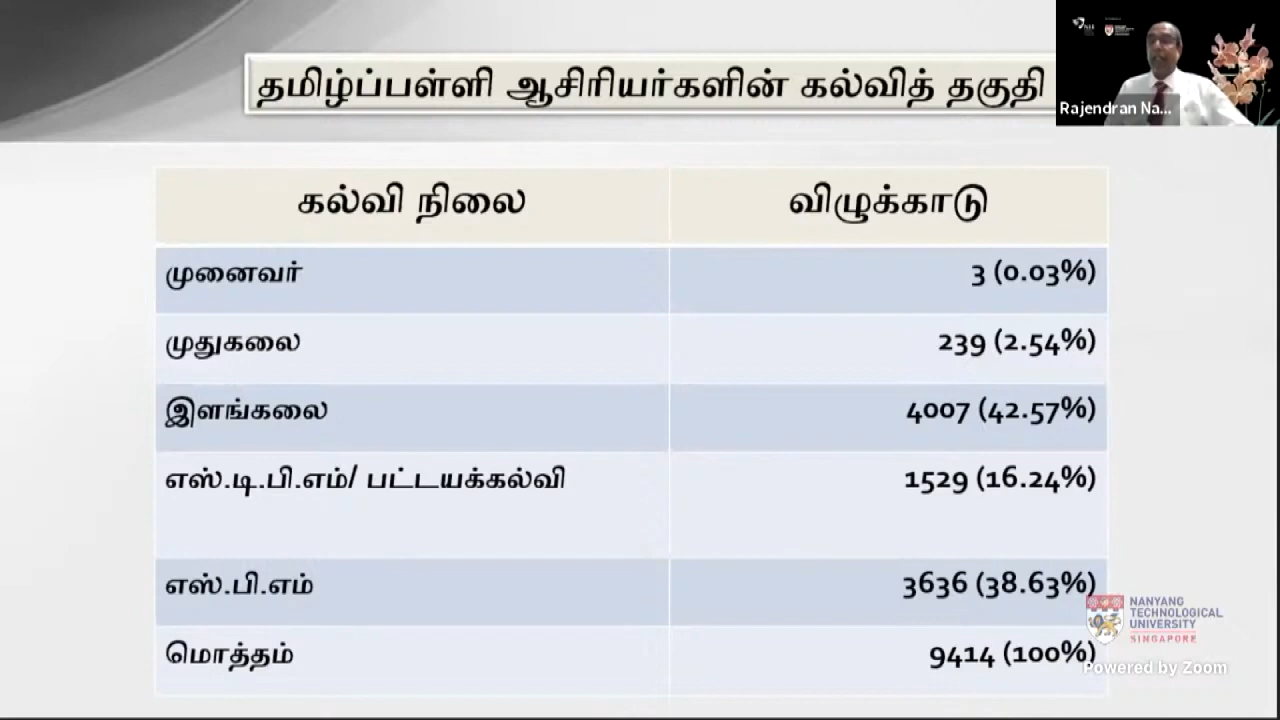 தமிழ்ப்பள்ளி ஆசிரியர்களின் கல்வித் தகுதி
Rajendran Na...
கல்வி நிலை விழுக்காடு
முனைவர் 3 (0.03%)
முதுகலை 239 (2.54%)
இளங்கலை 4007 (42.57%)
எஸ்.டி.பி.எம்/ பட்டயக்கல்வி 1529 (16.24%)
எஸ்.பி.எம் 3636 (38.63%)
மொத்தம் 9414 (100%)
NANYANG
TECHNOLOGICAL
UNIVERSITY
SINGAPORE
Powered by Zoom